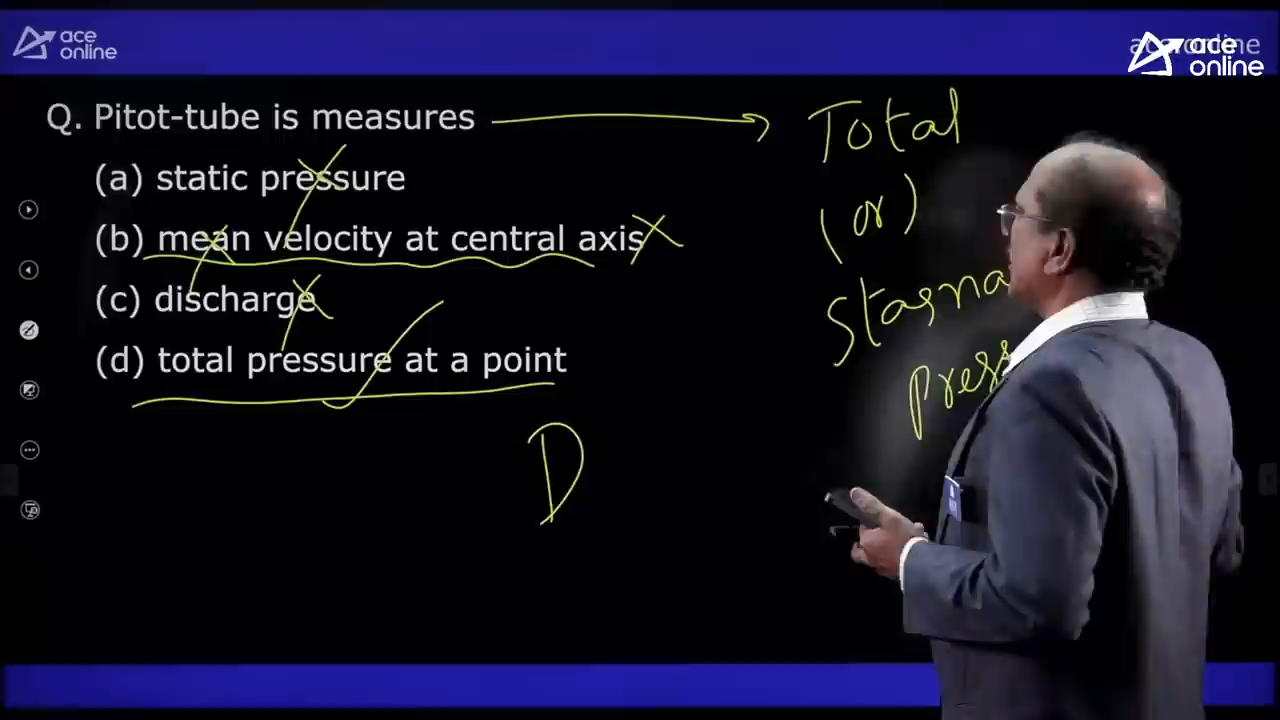 ace
online
ace
online
Q. Pitot-tube is measures
(a) static pressure
(b) mean velocity at central axis
(c) discharge
(d) total pressure at a point
D
Total
(or)